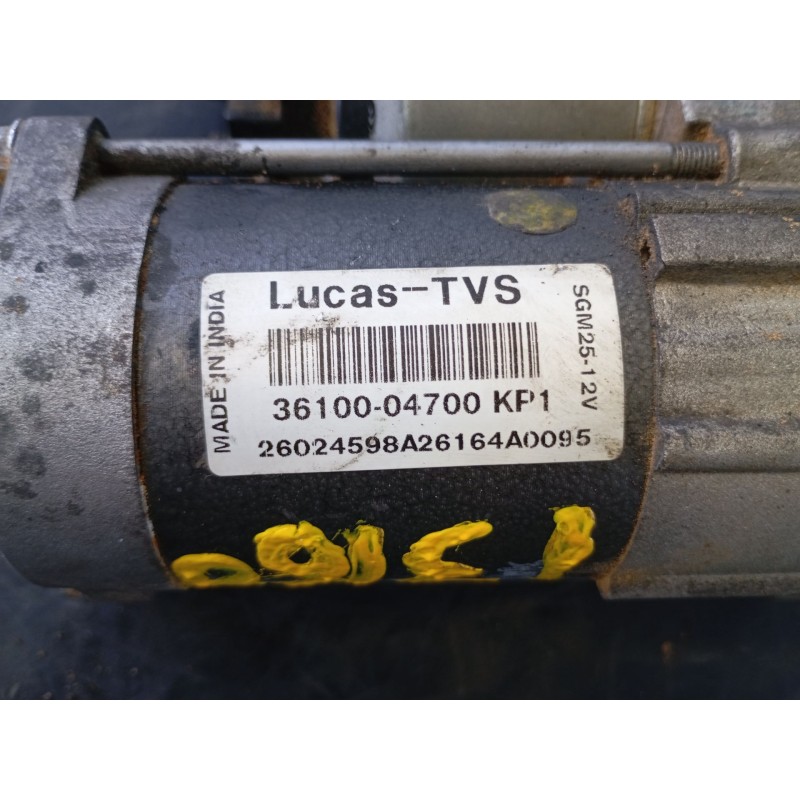 Lucas--TVS
MADE IN INDIA
SGM25-12V
36100-04700 KP1
26024598A26164A0095